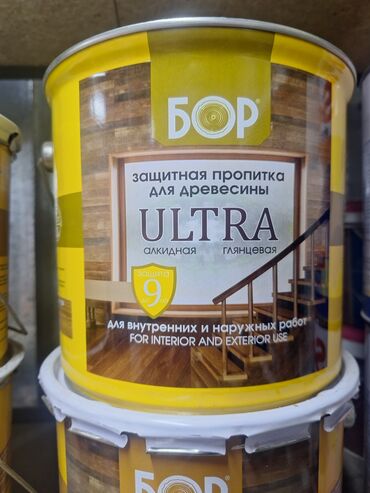 БОР®
защитная пропитка
для древесины
ULTRA
алкидная глянцевая
защита
9
лет
для внутренних и наружных работ
FOR INTERIOR AND EXTERIOR USE
БОР